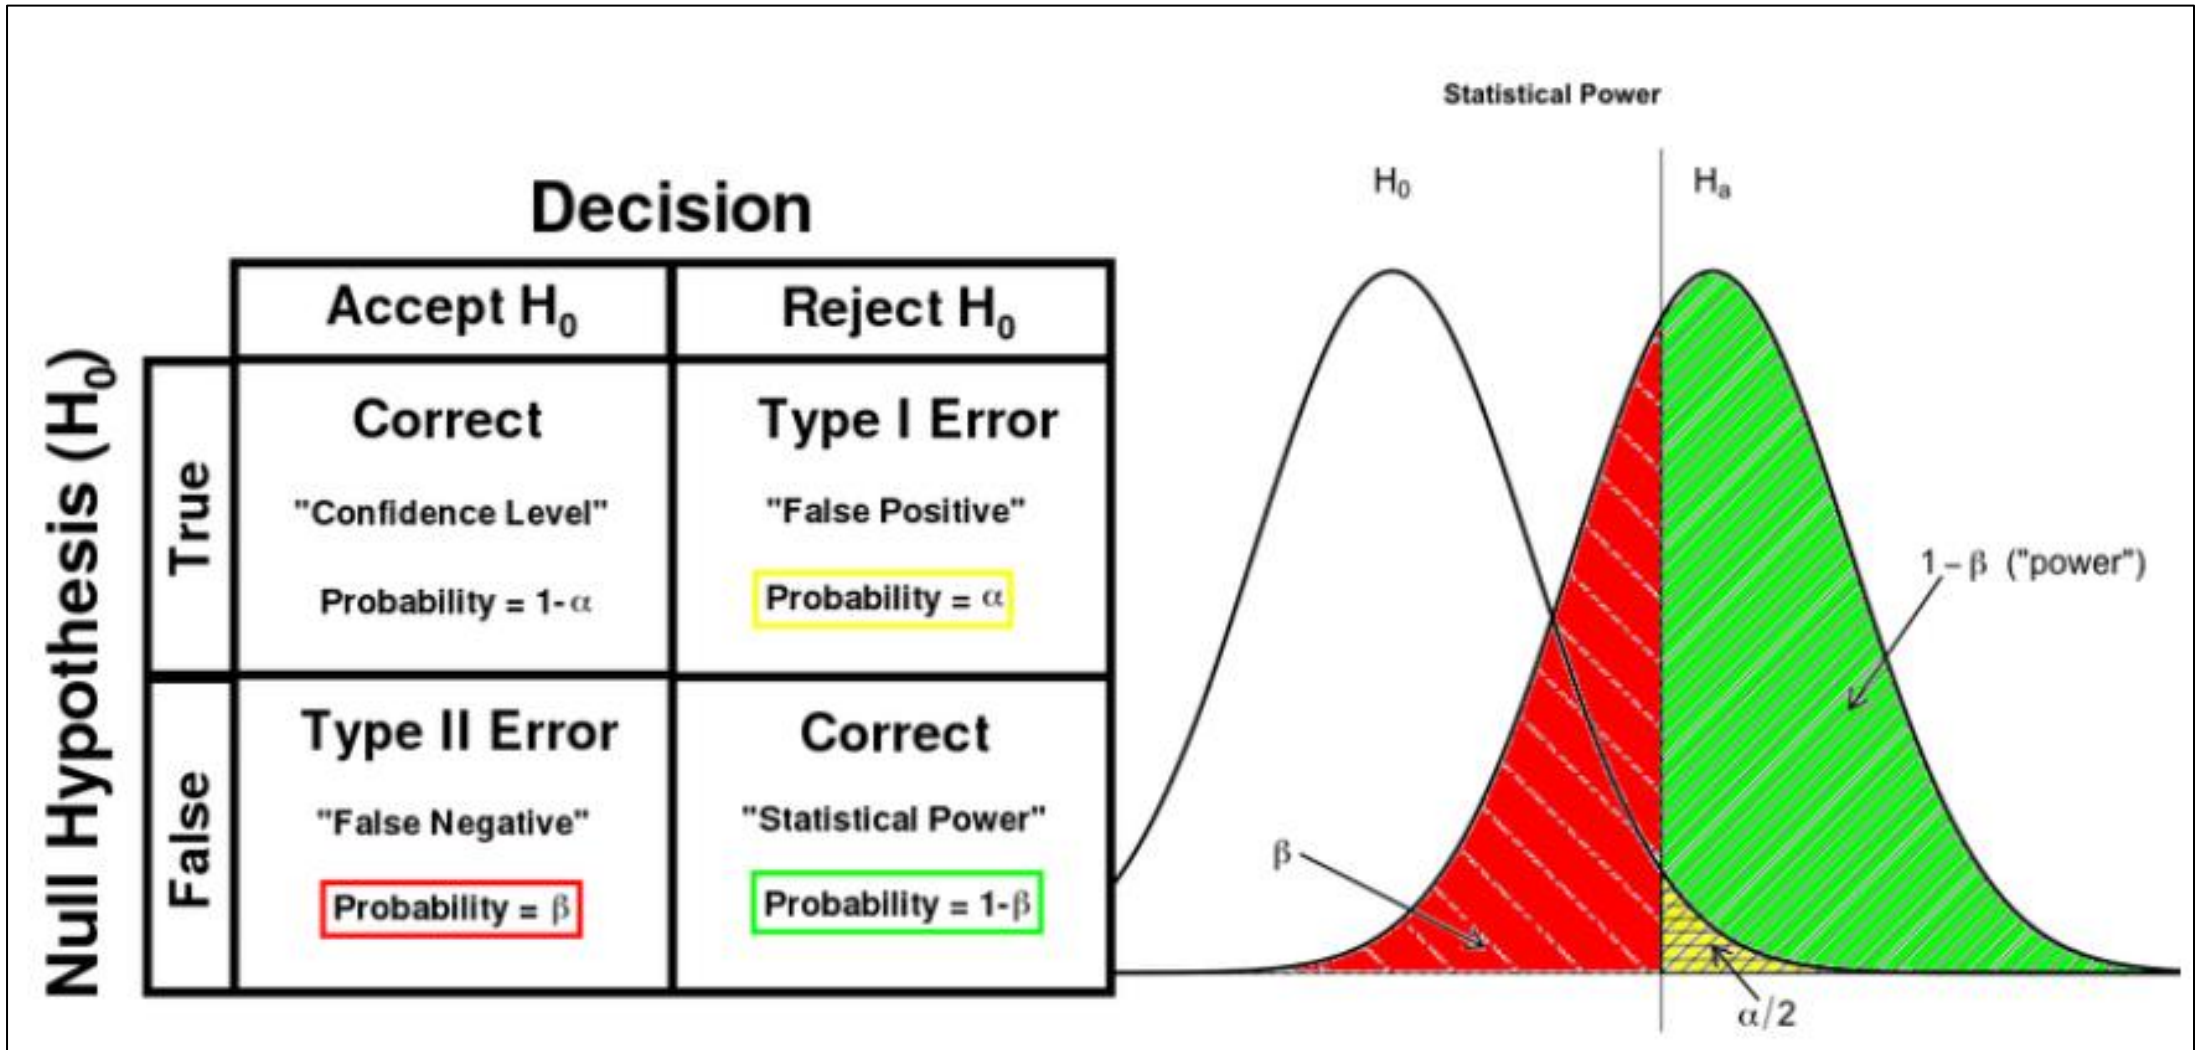 Decision
Accept H₀
Reject H₀
Null Hypothesis (H₀)
True
Correct
"Confidence Level"
Probability = 1-α
Type I Error
"False Positive"
Probability = α
False
Type II Error
"False Negative"
Probability = β
Correct
"Statistical Power"
Probability = 1-β
Statistical Power
H₀
Hₐ
1 – β ("power")
β
α/2